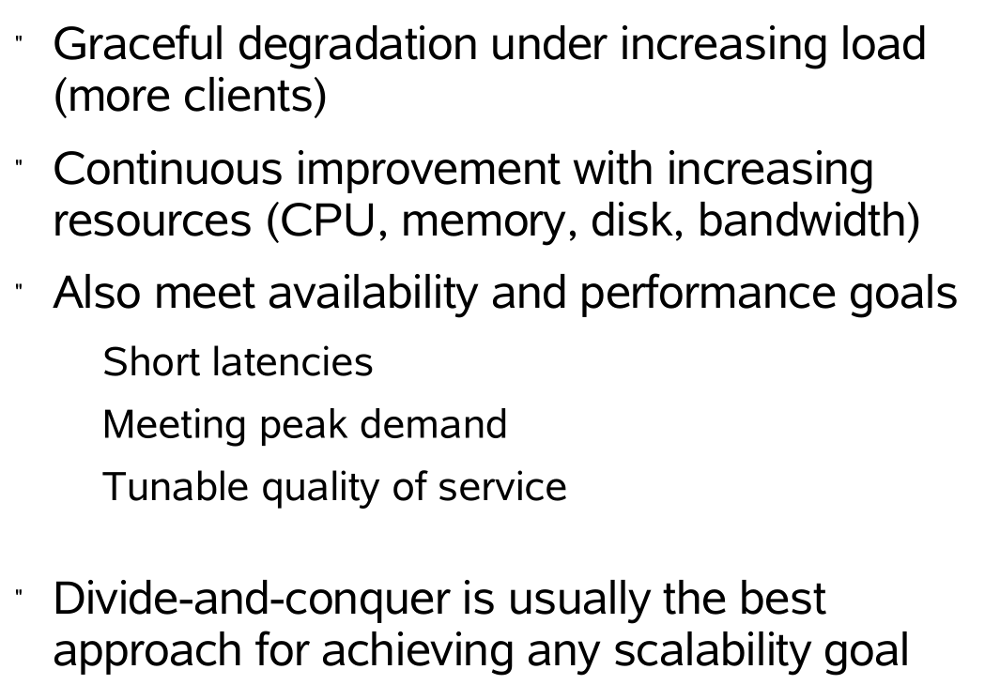 " Graceful degradation under increasing load
(more clients)
" Continuous improvement with increasing
resources (CPU, memory, disk, bandwidth)
" Also meet availability and performance goals
Short latencies
Meeting peak demand
Tunable quality of service
" Divide-and-conquer is usually the best
approach for achieving any scalability goal